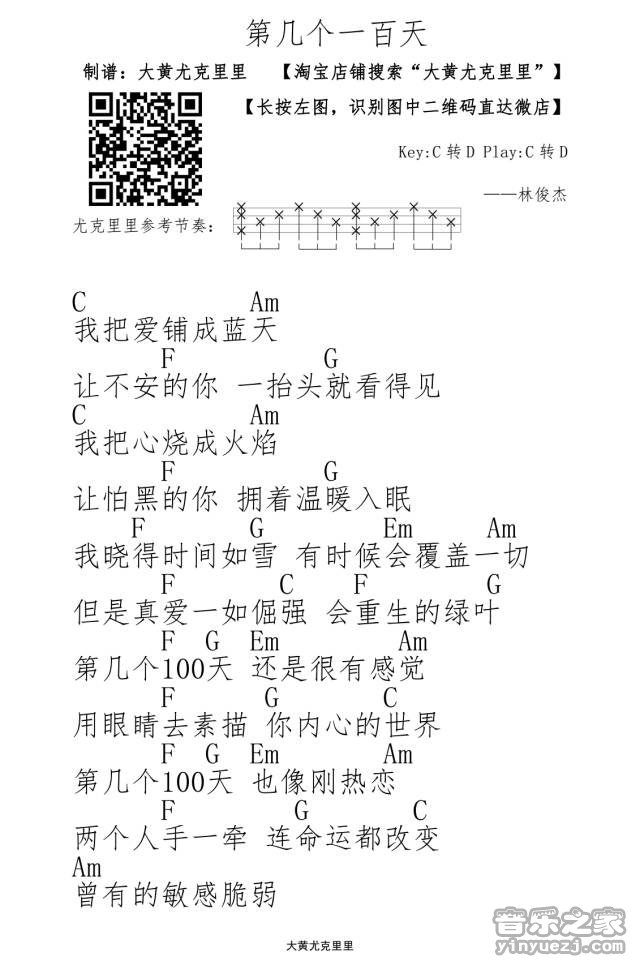 第几个一百天
制谱：大黄尤克里里 【淘宝店铺搜索“大黄尤克里里”】
【长按左图，识别图中二维码直达微店】
Key:C 转 D Play:C 转 D
——林俊杰
尤克里里参考节奏：
C Am
我把爱铺成蓝天
F G
让不安的你 一抬头就看得见
C Am
我把心烧成火焰
F G
让怕黑的你 拥着温暖入眠
F G Em Am
我晓得时间如雪 有时候会覆盖一切
F C F G
但是真爱一如倔强 会重生的绿叶
F G Em Am
第几个100天 还是很有感觉
F G C
用眼睛去素描 你内心的世界
F G Em Am
第几个100天 也像刚热恋
F G C
两个人手一牵 连命运都改变
Am
曾有的敏感脆弱
大黄尤克里里
音乐之家
yinyuezj.com